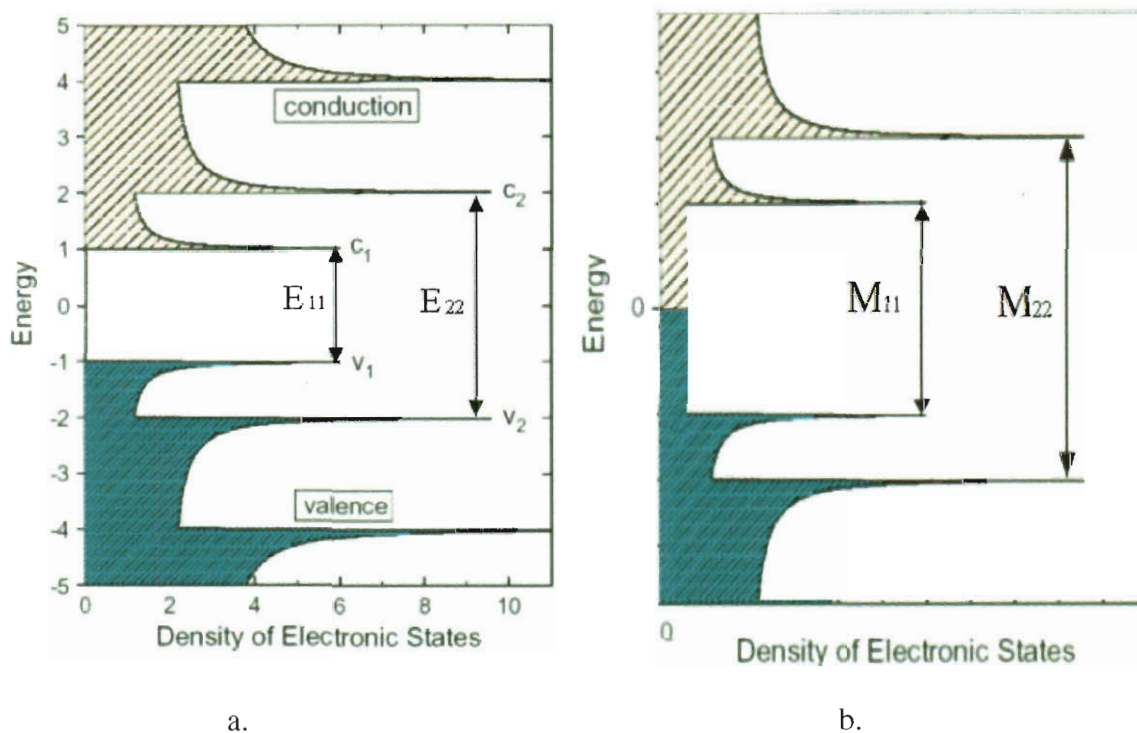 5
4
3
2
1
0
-1
-2
-3
-4
-5
Energy
conduction
c2
c1
E11
E22
v1
v2
valence
0 2 4 6 8 10
Density of Electronic States
a.
0
Energy
M11
M22
0
Density of Electronic States
b.